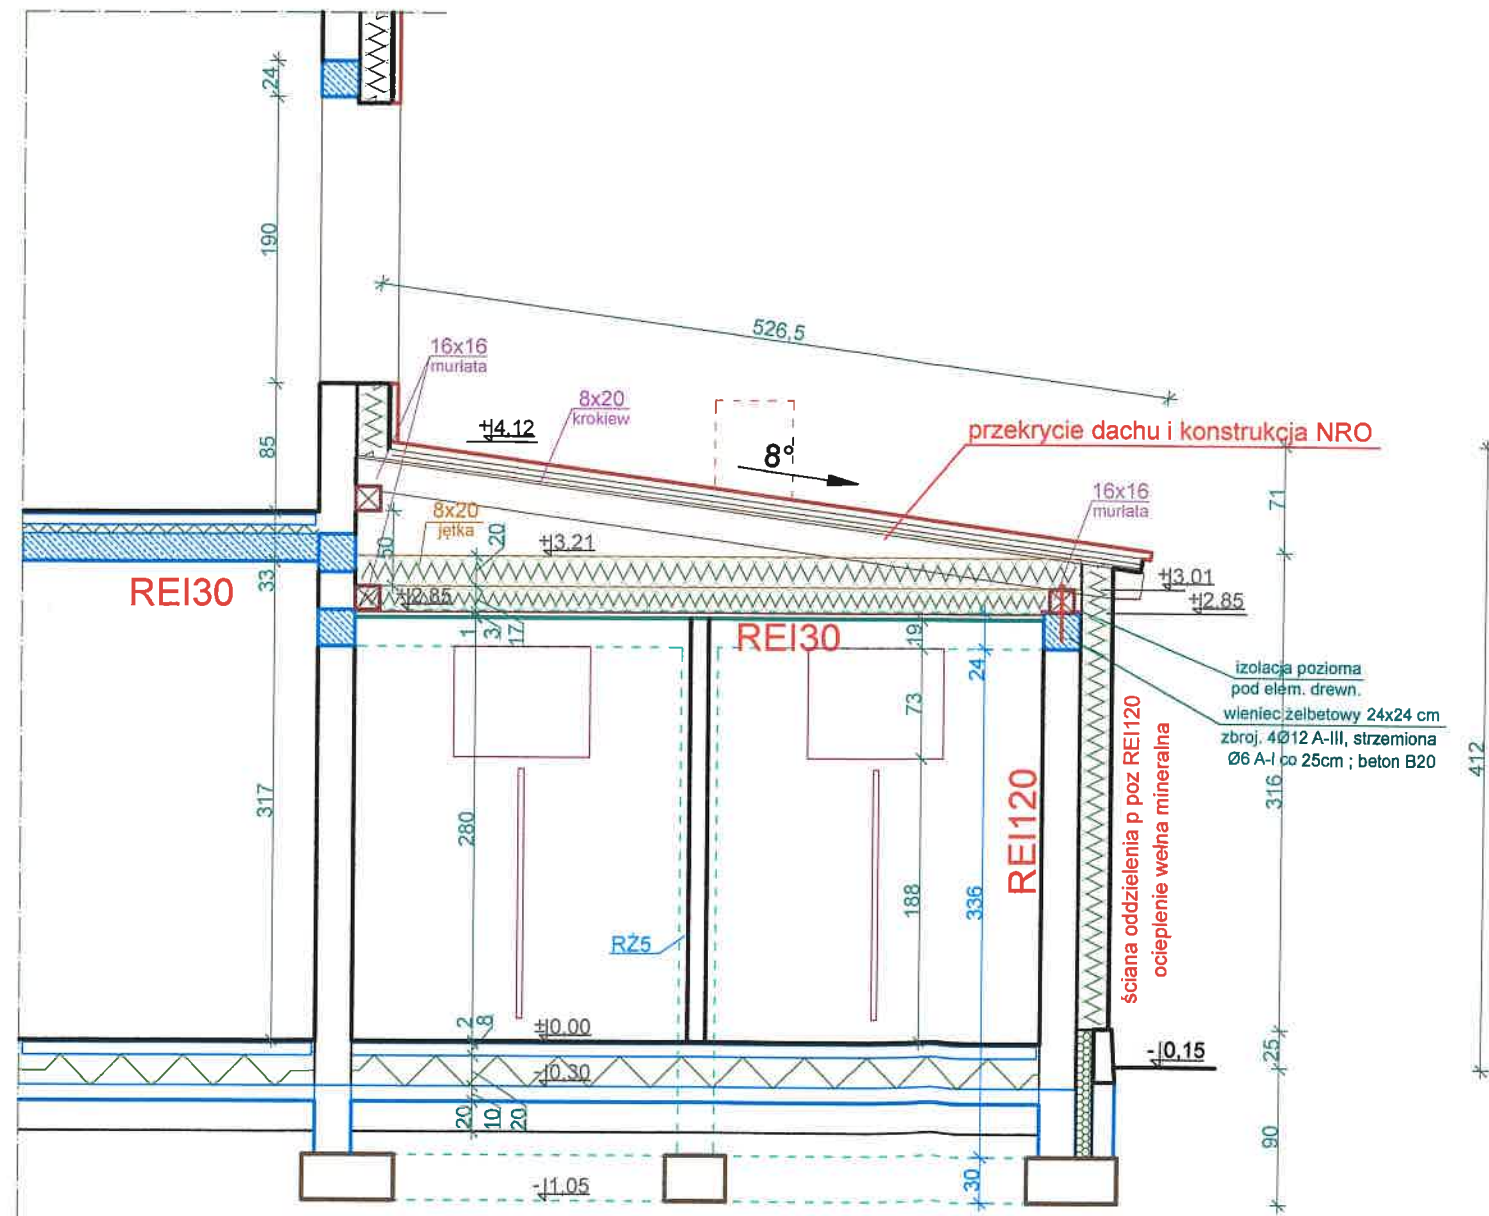 24
190
526,5
16x16
murłata
8x20
krokiew
+4,12
8°
przekrycie dachu i konstrukcja NRO
85
71
16x16
murłata
8x20
jętka
20
50
+3,21
33
REI30
+2,85
+3,01
+2,85
1
3
17
REI30
19
24
izolacja pozioma
pod elem. drewn.
wieniec żelbetowy 24x24 cm
zbroj. 4Ø12 A-III, strzemiona
Ø6 A-I co 25cm ; beton B20
73
412
317
280
316
REI120
ściana oddzielenia p poż REI120
ocieplenie wełna mineralna
188
336
RŻ5
2
8
±0,00
-0,15
25
-0,30
20
10
20
90
-1,05
30